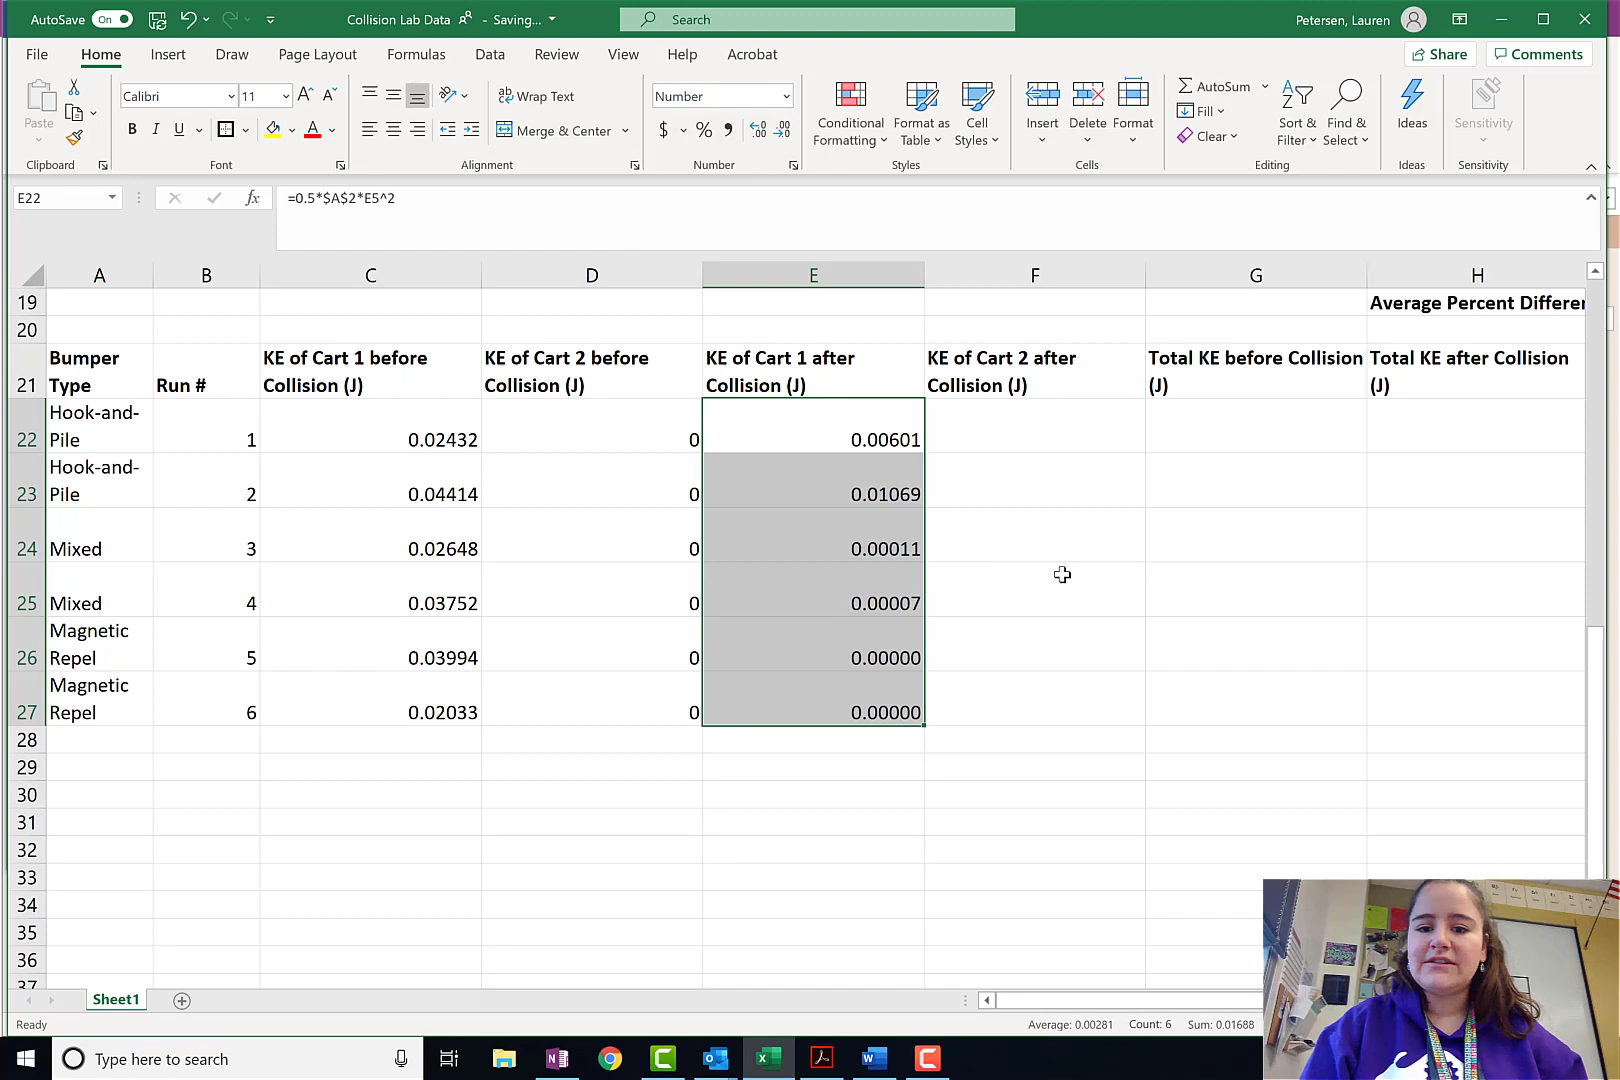 AutoSave On Collision Lab Data - Saving... Search Petersen, Lauren
File Home Insert Draw Page Layout Formulas Data Review View Help Acrobat Share Comments
Paste Calibri 11 A A Wrap Text Number Conditional Formatting Format as Table Cell Styles Insert Delete Format AutoSum Fill Clear Sort & Filter Find & Select Ideas Sensitivity
B I U A Merge & Center $ % , .00 .0
Clipboard Font Alignment Number Styles Cells Editing Ideas Sensitivity
E22 fx =0.5*$A$2*E5^2
A B C D E F G H
19 Average Percent Differen
20
21 Bumper Type Run # KE of Cart 1 before Collision (J) KE of Cart 2 before Collision (J) KE of Cart 1 after Collision (J) KE of Cart 2 after Collision (J) Total KE before Collision (J) Total KE after Collision (J)
22 Hook-and-Pile 1 0.02432 0 0.00601
23 Hook-and-Pile 2 0.04414 0 0.01069
24 Mixed 3 0.02648 0 0.00011
25 Mixed 4 0.03752 0 0.00007
26 Magnetic Repel 5 0.03994 0 0.00000
27 Magnetic Repel 6 0.02033 0 0.00000
28
29
30
31
32
33
34
35
36
37
Sheet1
Ready Average: 0.00281 Count: 6 Sum: 0.01688
Type here to search